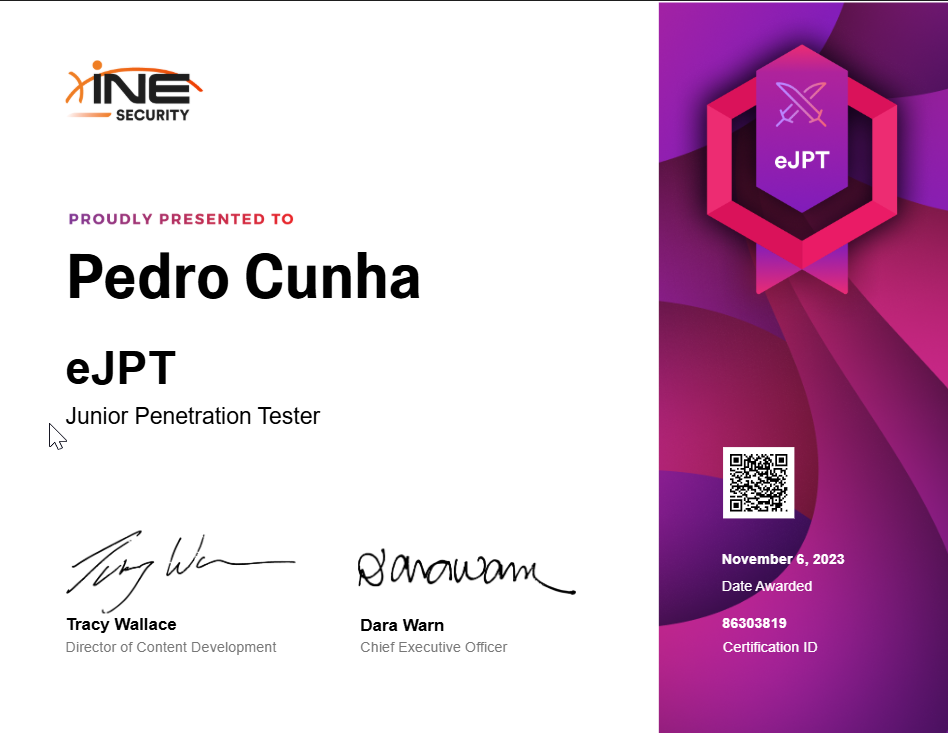 iNE
SECURITY
PROUDLY PRESENTED TO
Pedro Cunha
eJPT
Junior Penetration Tester
Tracy Wallace
Director of Content Development
Dara Warn
Chief Executive Officer
eJPT
November 6, 2023
Date Awarded
86303819
Certification ID